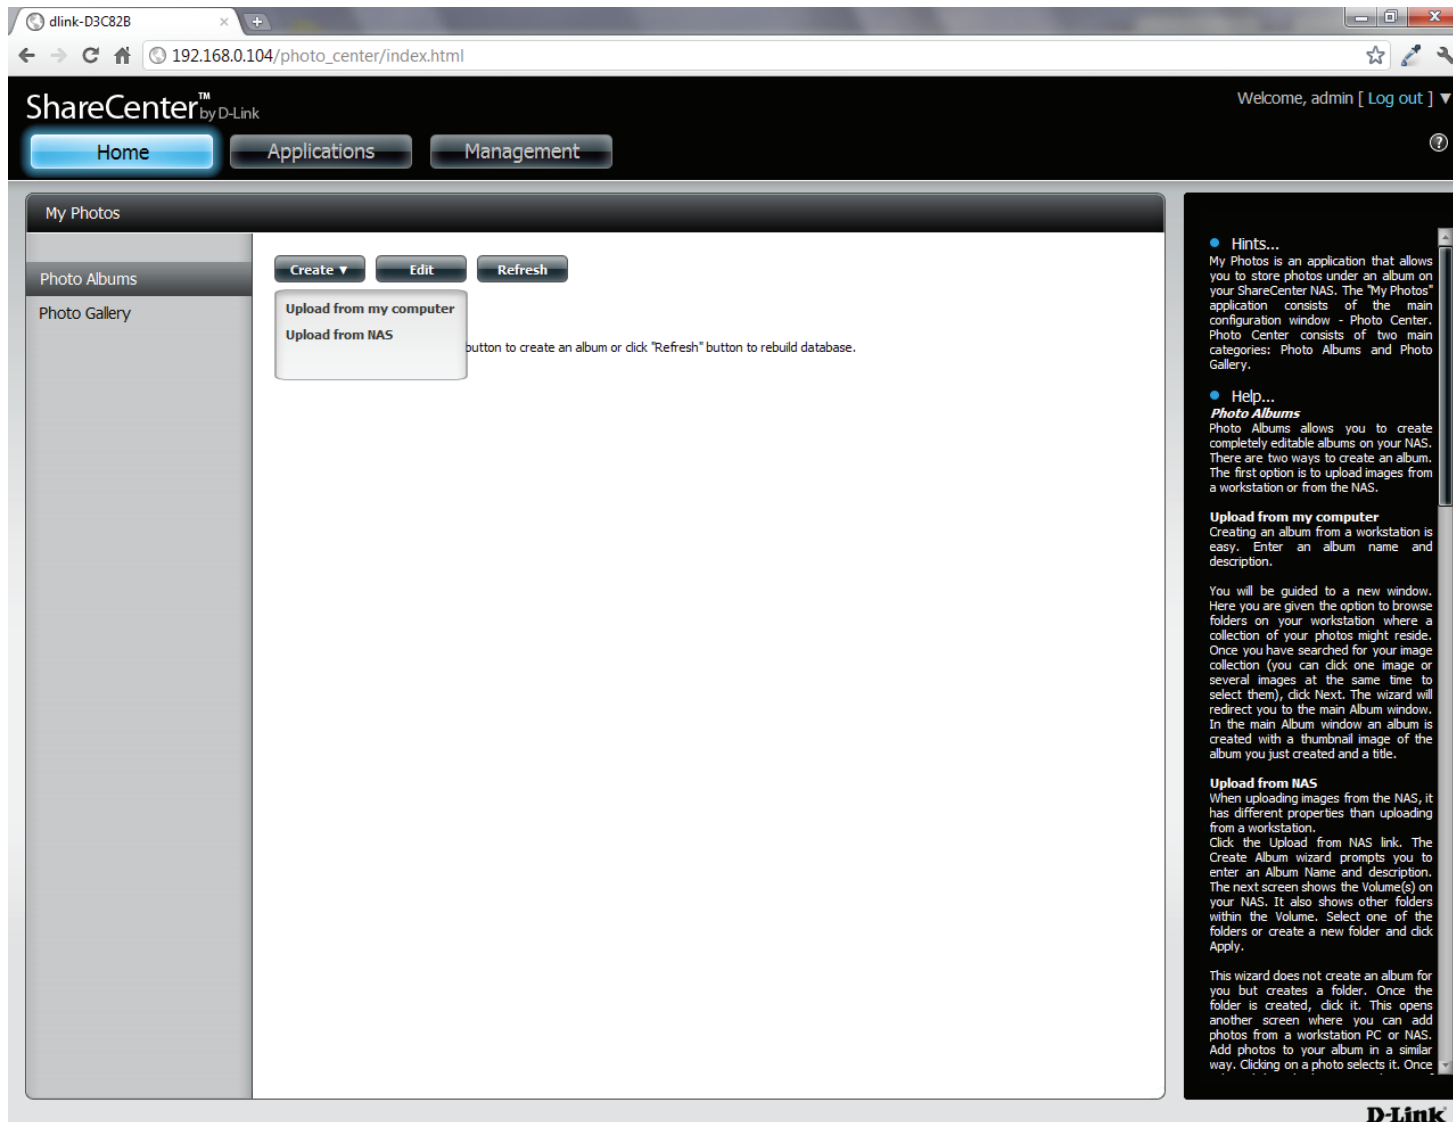 dlink-D3C82B
192.168.0.104/photo_center/index.html
ShareCenter™ by D-Link
Welcome, admin [ Log out ] ▼
Home
Applications
Management
?
My Photos
Photo Albums
Photo Gallery
Create ▼
Edit
Refresh
Upload from my computer
Upload from NAS
button to create an album or click "Refresh" button to rebuild database.
Hints...
My Photos is an application that allows
you to store photos under an album on
your ShareCenter NAS. The "My Photos"
application consists of the main
configuration window - Photo Center.
Photo Center consists of two main
categories: Photo Albums and Photo
Gallery.
Help...
Photo Albums
Photo Albums allows you to create
completely editable albums on your NAS.
There are two ways to create an album.
The first option is to upload images from
a workstation or from the NAS.
Upload from my computer
Creating an album from a workstation is
easy. Enter an album name and
description.
You will be guided to a new window.
Here you are given the option to browse
folders on your workstation where a
collection of your photos might reside.
Once you have searched for your image
collection (you can click one image or
several images at the same time to
select them), click Next. The wizard will
redirect you to the main Album window.
In the main Album window an album is
created with a thumbnail image of the
album you just created and a title.
Upload from NAS
When uploading images from the NAS, it
has different properties than uploading
from a workstation.
Click the Upload from NAS link. The
Create Album wizard prompts you to
enter an Album Name and description.
The next screen shows the Volume(s) on
your NAS. It also shows other folders
within the Volume. Select one of the
folders or create a new folder and click
Apply.
This wizard does not create an album for
you but creates a folder. Once the
folder is created, click it. This opens
another screen where you can add
photos from a workstation PC or NAS.
Add photos to your album in a similar
way. Clicking on a photo selects it. Once
D-Link